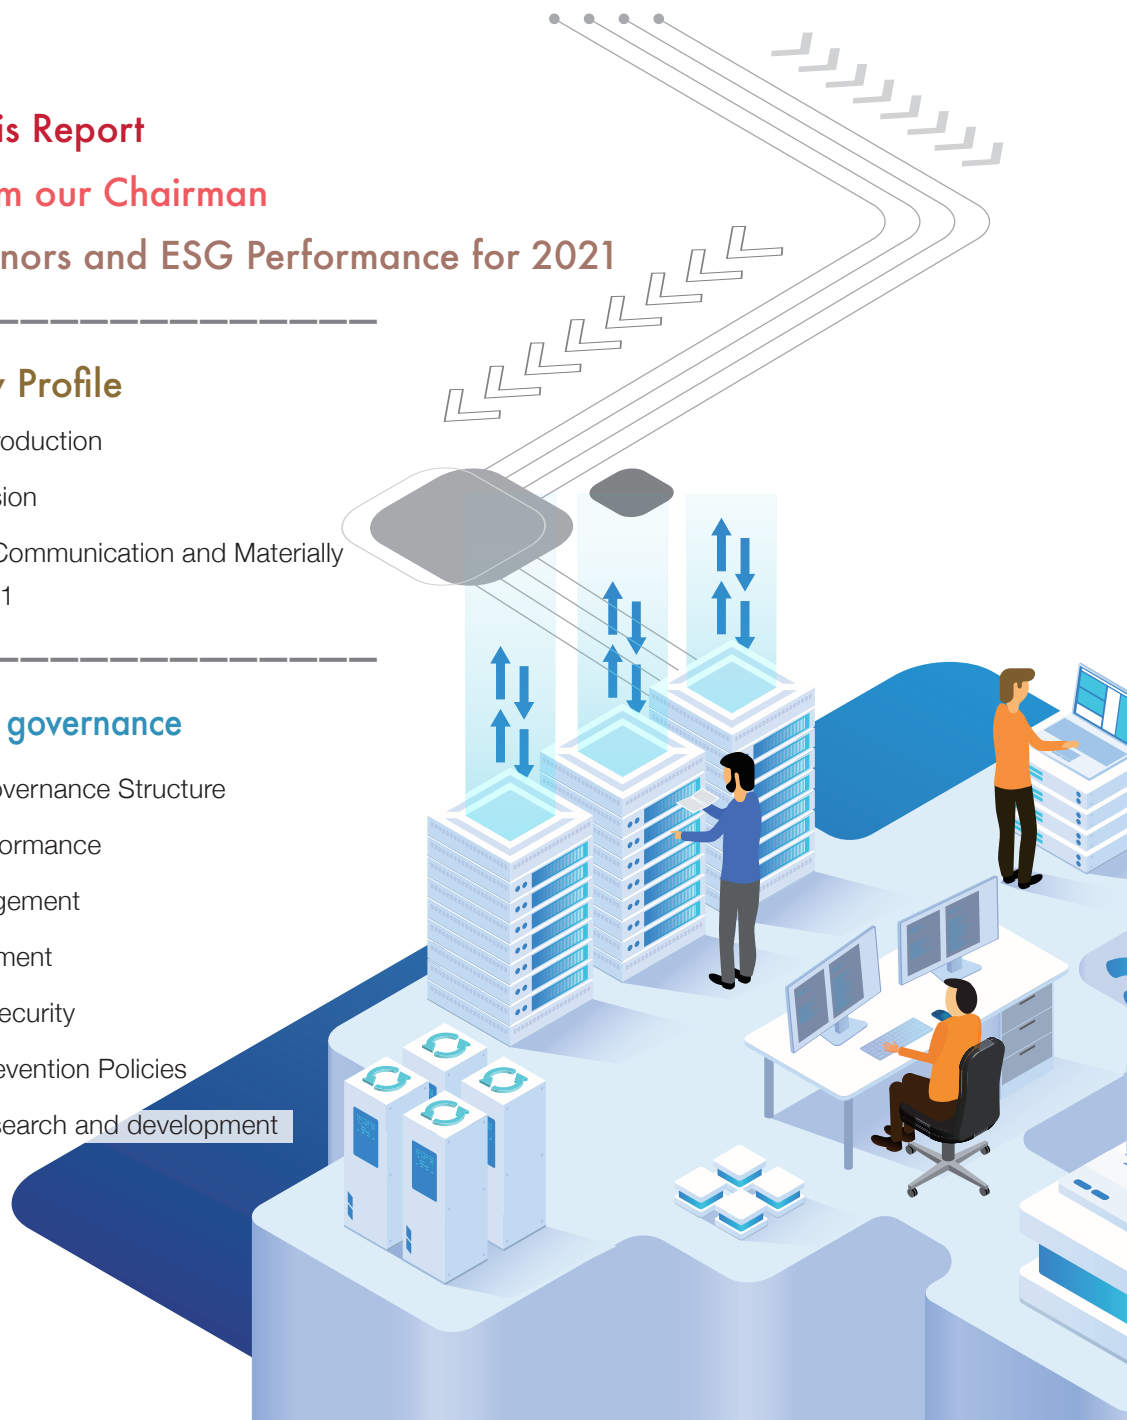 is Report
m our Chairman
nors and ESG Performance for 2021
Profile
oduction
sion
Communication and Materially
1
governance
overnance Structure
ormance
gement
ment
ecurity
evention Policies
search and development